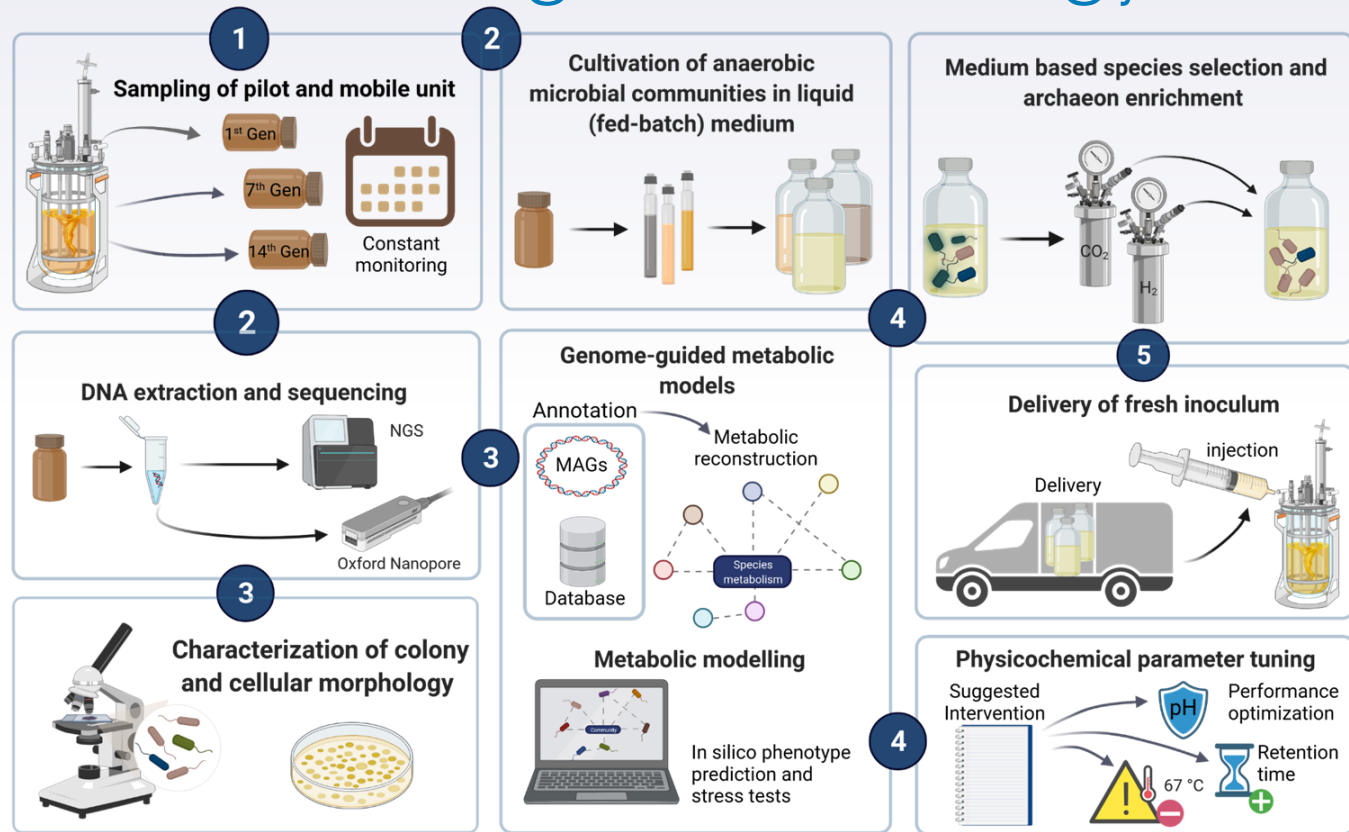 1
Sampling of pilot and mobile unit
1st Gen
7th Gen
14th Gen
Constant
monitoring
2
Cultivation of anaerobic
microbial communities in liquid
(fed-batch) medium
Medium based species selection and
archaeon enrichment
CO2
H2
2
DNA extraction and sequencing
NGS
Oxford Nanopore
3
Genome-guided metabolic
models
Annotation
MAGs
Database
Metabolic
reconstruction
Species
metabolism
4
5
Delivery of fresh inoculum
injection
Delivery
3
Characterization of colony
and cellular morphology
Metabolic modelling
Community
In silico phenotype
prediction and
stress tests
4
Physicochemical parameter tuning
Suggested
Intervention
pH
Performance
optimization
Retention
time
67 °C